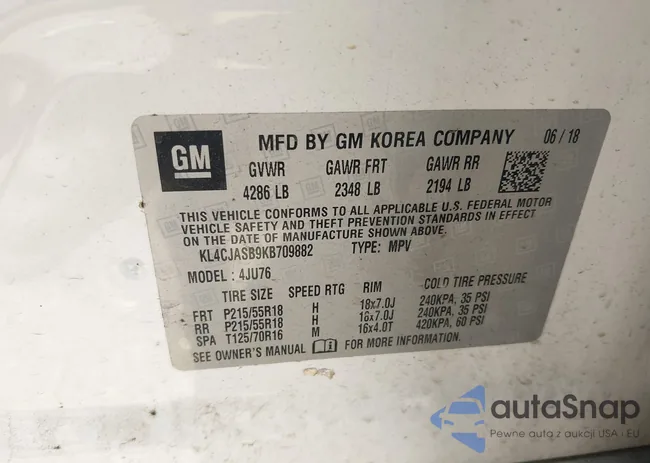 GM
MFD BY GM KOREA COMPANY 06/18
GVWR GAWR FRT GAWR RR
4286 LB 2348 LB 2194 LB
THIS VEHICLE CONFORMS TO ALL APPLICABLE U.S. FEDERAL MOTOR
VEHICLE SAFETY AND THEFT PREVENTION STANDARDS IN EFFECT
ON THE DATE OF MANUFACTURE SHOWN ABOVE.
KL4CJASB9KB709882 TYPE: MPV
MODEL : 4JU76
TIRE SIZE SPEED RTG RIM COLD TIRE PRESSURE
FRT P215/55R18 H 18x7.0J 240KPA, 35 PSI
RR P215/55R18 H 18x7.0J 240KPA, 35 PSI
SPA T125/70R16 M 16x4.0T 420KPA, 60 PSI
SEE OWNER'S MANUAL FOR MORE INFORMATION.
autaSnap
Pewne auta z aukcji USA - EU